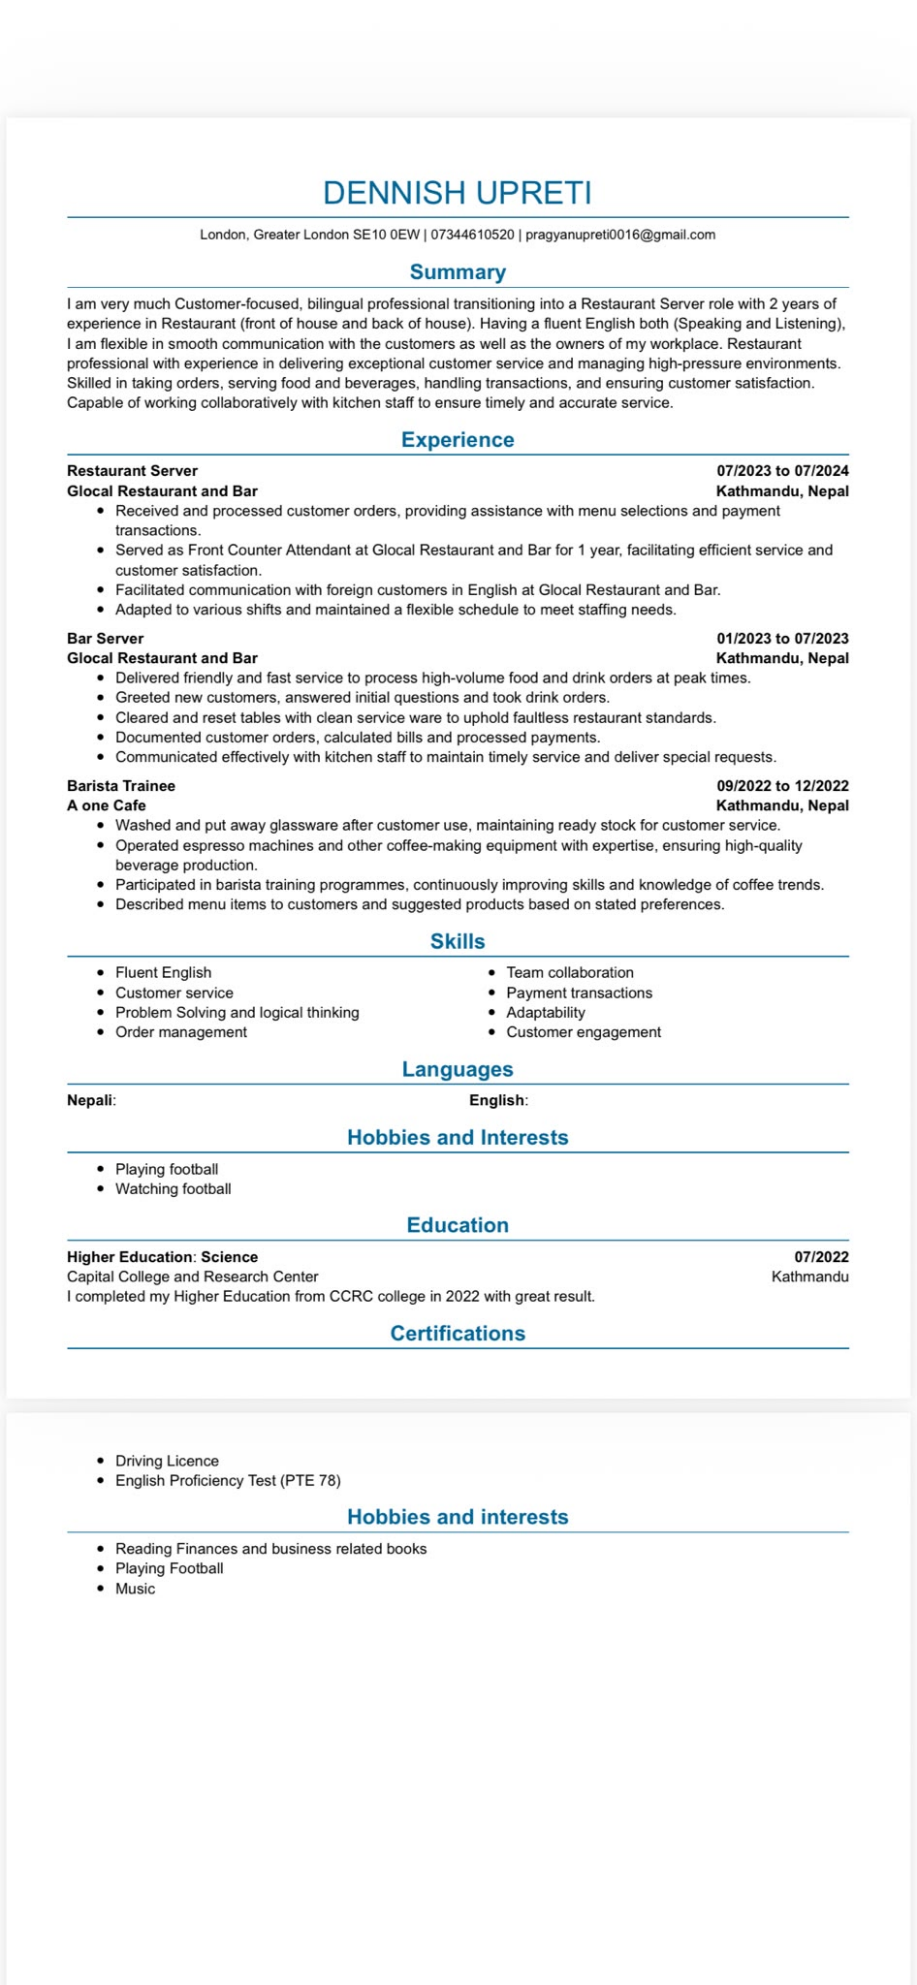 DENNISH UPRETI
London, Greater London SE10 0EW | 07344610520 | pragyanupreti0016@gmail.com
Summary
I am very much Customer-focused, bilingual professional transitioning into a Restaurant Server role with 2 years of
experience in Restaurant (front of house and back of house). Having a fluent English both (Speaking and Listening),
I am flexible in smooth communication with the customers as well as the owners of my workplace. Restaurant
professional with experience in delivering exceptional customer service and managing high-pressure environments.
Skilled in taking orders, serving food and beverages, handling transactions, and ensuring customer satisfaction.
Capable of working collaboratively with kitchen staff to ensure timely and accurate service.
Experience
Restaurant Server 07/2023 to 07/2024
Glocal Restaurant and Bar Kathmandu, Nepal
• Received and processed customer orders, providing assistance with menu selections and payment
transactions.
• Served as Front Counter Attendant at Glocal Restaurant and Bar for 1 year, facilitating efficient service and
customer satisfaction.
• Facilitated communication with foreign customers in English at Glocal Restaurant and Bar.
• Adapted to various shifts and maintained a flexible schedule to meet staffing needs.
Bar Server 01/2023 to 07/2023
Glocal Restaurant and Bar Kathmandu, Nepal
• Delivered friendly and fast service to process high-volume food and drink orders at peak times.
• Greeted new customers, answered initial questions and took drink orders.
• Cleared and reset tables with clean service ware to uphold faultless restaurant standards.
• Documented customer orders, calculated bills and processed payments.
• Communicated effectively with kitchen staff to maintain timely service and deliver special requests.
Barista Trainee 09/2022 to 12/2022
A one Cafe Kathmandu, Nepal
• Washed and put away glassware after customer use, maintaining ready stock for customer service.
• Operated espresso machines and other coffee-making equipment with expertise, ensuring high-quality
beverage production.
• Participated in barista training programmes, continuously improving skills and knowledge of coffee trends.
• Described menu items to customers and suggested products based on stated preferences.
Skills
• Fluent English
• Customer service
• Problem Solving and logical thinking
• Order management
• Team collaboration
• Payment transactions
• Adaptability
• Customer engagement
Languages
Nepali: English:
Hobbies and Interests
• Playing football
• Watching football
Education
Higher Education: Science 07/2022
Capital College and Research Center Kathmandu
I completed my Higher Education from CCRC college in 2022 with great result.
Certifications
• Driving Licence
• English Proficiency Test (PTE 78)
Hobbies and interests
• Reading Finances and business related books
• Playing Football
• Music